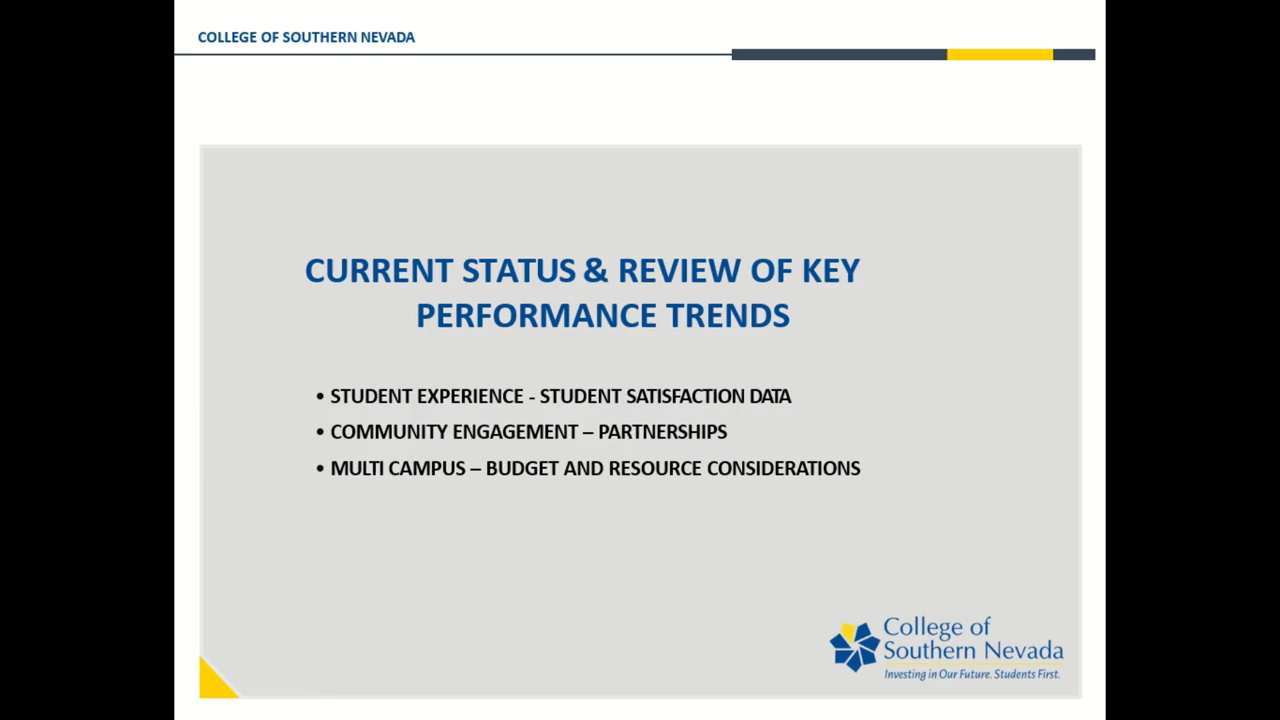 COLLEGE OF SOUTHERN NEVADA
CURRENT STATUS & REVIEW OF KEY
PERFORMANCE TRENDS
• STUDENT EXPERIENCE - STUDENT SATISFACTION DATA
• COMMUNITY ENGAGEMENT – PARTNERSHIPS
• MULTI CAMPUS – BUDGET AND RESOURCE CONSIDERATIONS
College of
Southern Nevada
Investing in Our Future. Students First.